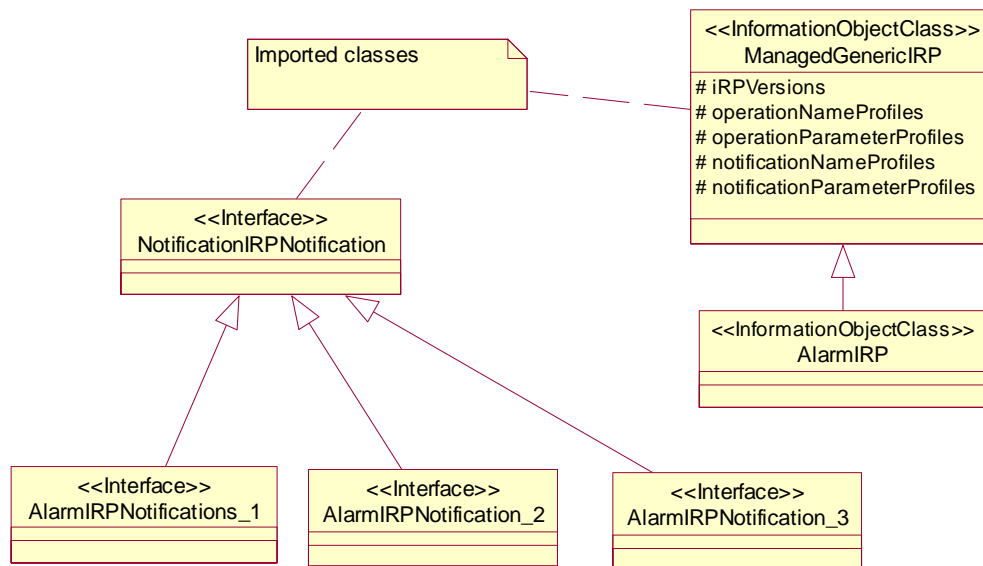 Imported classes
<<InformationObjectClass>>
ManagedGenericIRP
# iRPVersions
# operationNameProfiles
# operationParameterProfiles
# notificationNameProfiles
# notificationParameterProfiles
<<Interface>>
NotificationIRPNotification
<<InformationObjectClass>>
AlarmIRP
<<Interface>>
AlarmIRPNotifications_1
<<Interface>>
AlarmIRPNotification_2
<<Interface>>
AlarmIRPNotification_3